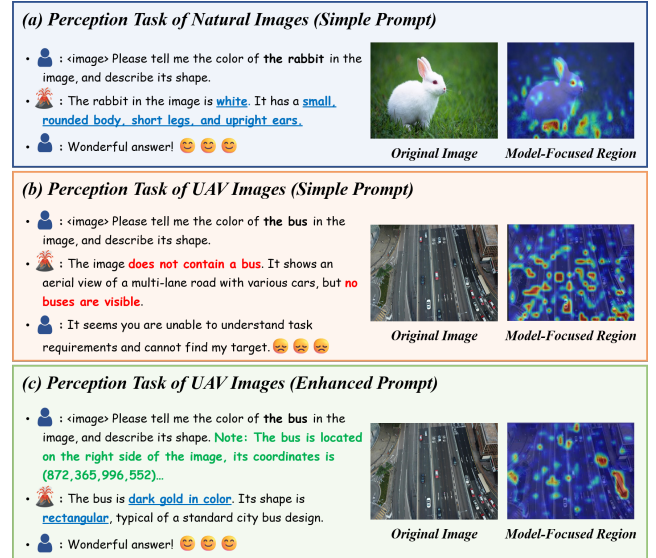 (a) Perception Task of Natural Images (Simple Prompt)
• : <image> Please tell me the color of the rabbit in the
image, and describe its shape.
• : The rabbit in the image is white. It has a small,
rounded body, short legs, and upright ears.
• : Wonderful answer!
Original Image
Model-Focused Region
(b) Perception Task of UAV Images (Simple Prompt)
• : <image> Please tell me the color of the bus in the
image, and describe its shape.
• : The image does not contain a bus. It shows an
aerial view of a multi-lane road with various cars, but no
buses are visible.
• : It seems you are unable to understand task
requirements and cannot find my target.
Original Image
Model-Focused Region
(c) Perception Task of UAV Images (Enhanced Prompt)
• : <image> Please tell me the color of the bus in the
image, and describe its shape. Note: The bus is located
on the right side of the image, its coordinates is
(872,365,996,552)…
• : The bus is dark gold in color. Its shape is
rectangular, typical of a standard city bus design.
• : Wonderful answer!
Original Image
Model-Focused Region